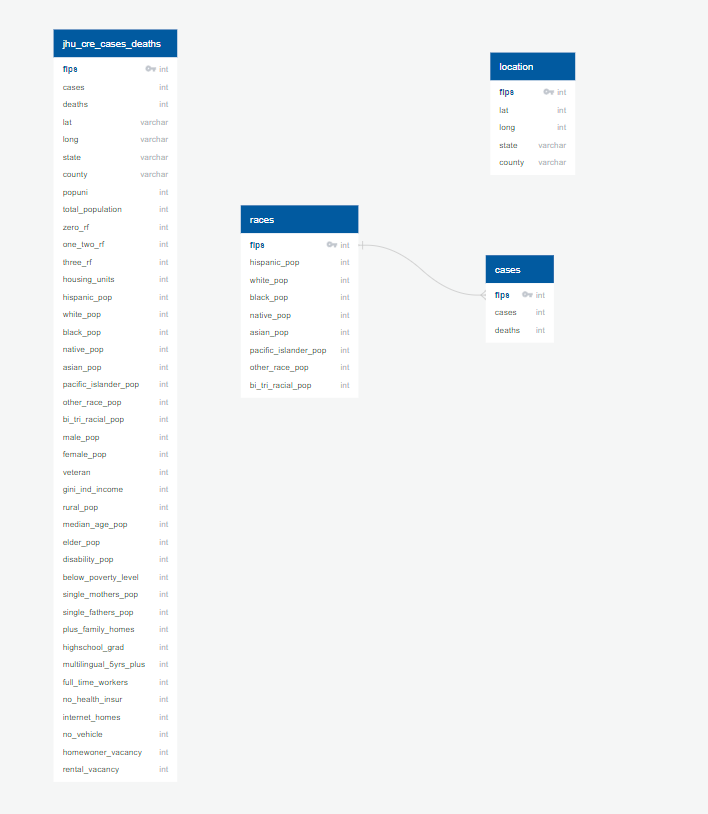 jhu_cre_cases_deaths
fips int
cases int
deaths int
lat varchar
long varchar
state varchar
county varchar
popuni int
total_population int
zero_rf int
one_two_rf int
three_rf int
housing_units int
hispanic_pop int
white_pop int
black_pop int
native_pop int
asian_pop int
pacific_islander_pop int
other_race_pop int
bi_tri_racial_pop int
male_pop int
female_pop int
veteran int
gini_ind_income int
rural_pop int
median_age_pop int
elder_pop int
disability_pop int
below_poverty_level int
single_mothers_pop int
single_fathers_pop int
plus_family_homes int
highschool_grad int
multilingual_5yrs_plus int
full_time_workers int
no_health_insur int
internet_homes int
no_vehicle int
homewoner_vacancy int
rental_vacancy int
races
fips int
hispanic_pop int
white_pop int
black_pop int
native_pop int
asian_pop int
pacific_islander_pop int
other_race_pop int
bi_tri_racial_pop int
location
fips int
lat int
long int
state varchar
county varchar
cases
fips int
cases int
deaths int